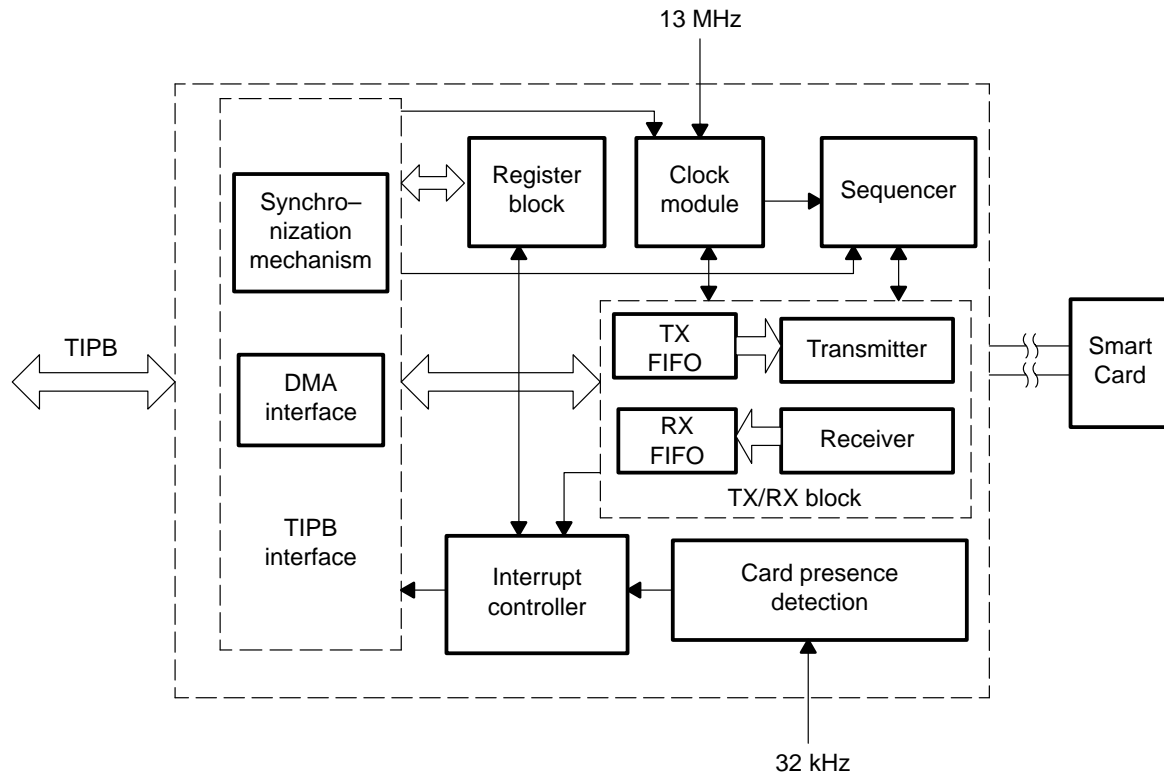 13 MHz
Register
block
Clock
module
Sequencer
Synchro–
nization
mechanism
TIPB
DMA
interface
TX
FIFO
Transmitter
RX
FIFO
Receiver
TX/RX block
Smart
Card
TIPB
interface
Interrupt
controller
Card presence
detection
32 kHz